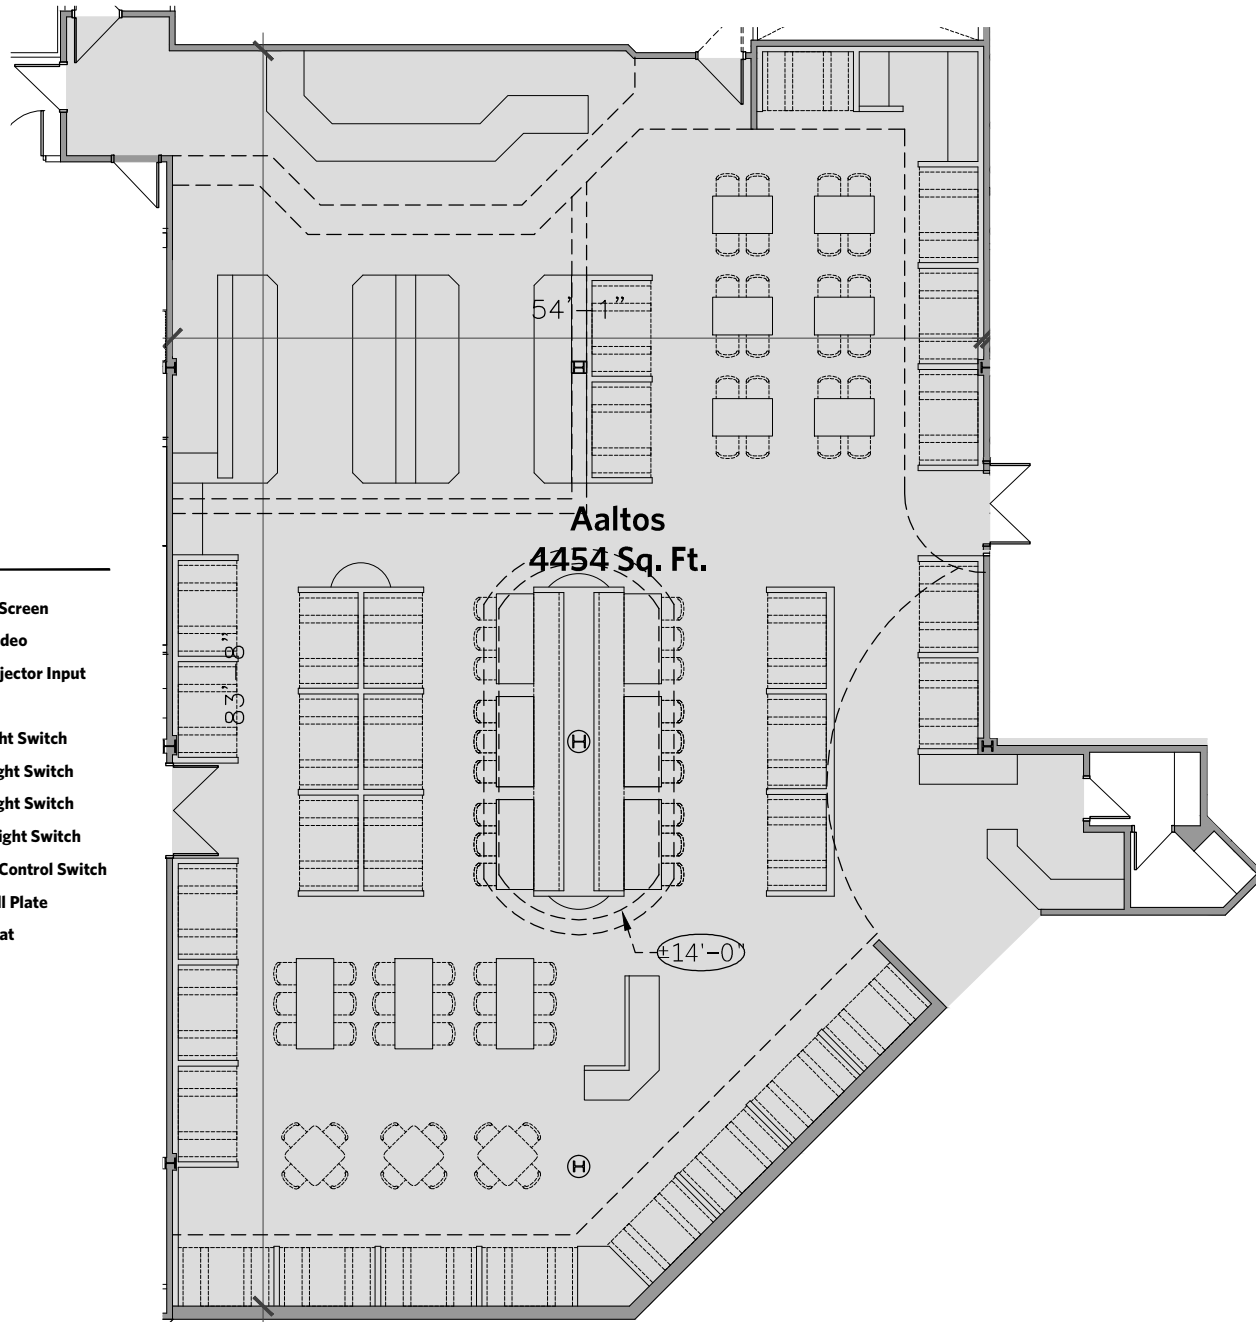 54'-1"
Aaltos
4454 Sq. Ft.
Screen
deo
jector Input
ht Switch
ght Switch
ght Switch
ight Switch
Control Switch
ll Plate
at
83'-8"
H
±14'-0"
H